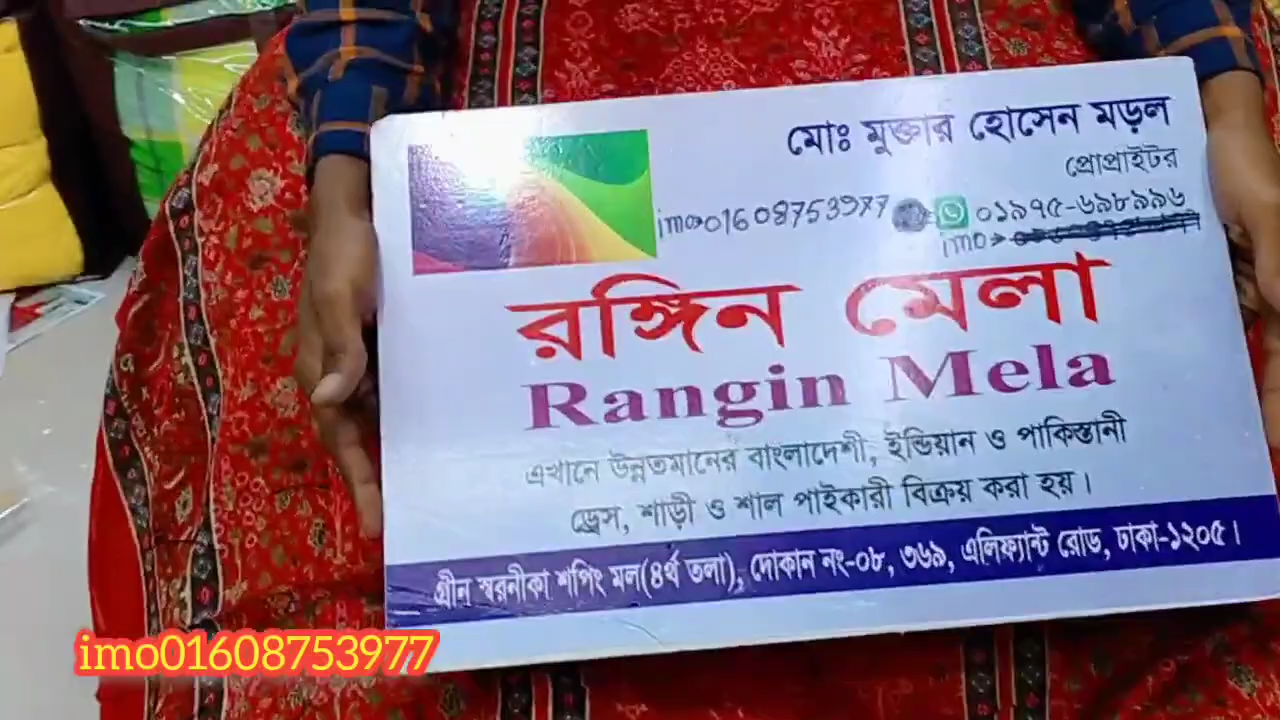 মোঃ মুক্তার হোসেন মড়ল
প্রোপ্রাইটর
imo01608753977 ০১৯৭৫-৬৯৮৯৯৬
imo
রঙ্গিন মেলা
Rangin Mela
এখানে উন্নতমানের বাংলাদেশী, ইন্ডিয়ান ও পাকিস্তানী
ড্রেস, শাড়ী ও শাল পাইকারী বিক্রয় করা হয়।
গ্রীন স্বরনীকা শপিং মল(৪র্থ তলা), দোকান নং-০৮, ৩৬৯, এলিফ্যান্ট রোড, ঢাকা-১২০৫।
imo01608753977